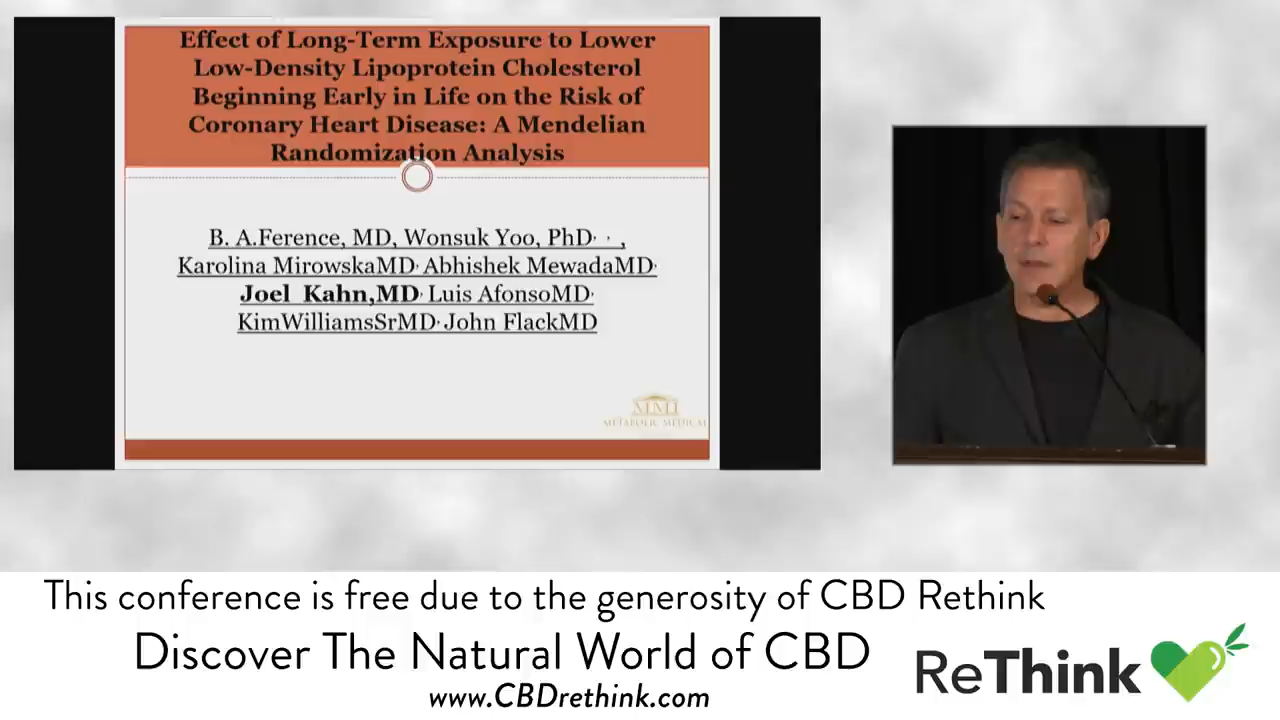 Effect of Long-Term Exposure to Lower
Low-Density Lipoprotein Cholesterol
Beginning Early in Life on the Risk of
Coronary Heart Disease: A Mendelian
Randomization Analysis
B. A.Ference, MD, Wonsuk Yoo, PhD· · ,
Karolina MirowskaMD· Abhishek MewadaMD·
Joel Kahn,MD· Luis AfonsoMD·
KimWilliamsSrMD· John FlackMD
MMI
METABOLIC MEDICAL
This conference is free due to the generosity of CBD Rethink
Discover The Natural World of CBD
www.CBDrethink.com
ReThink